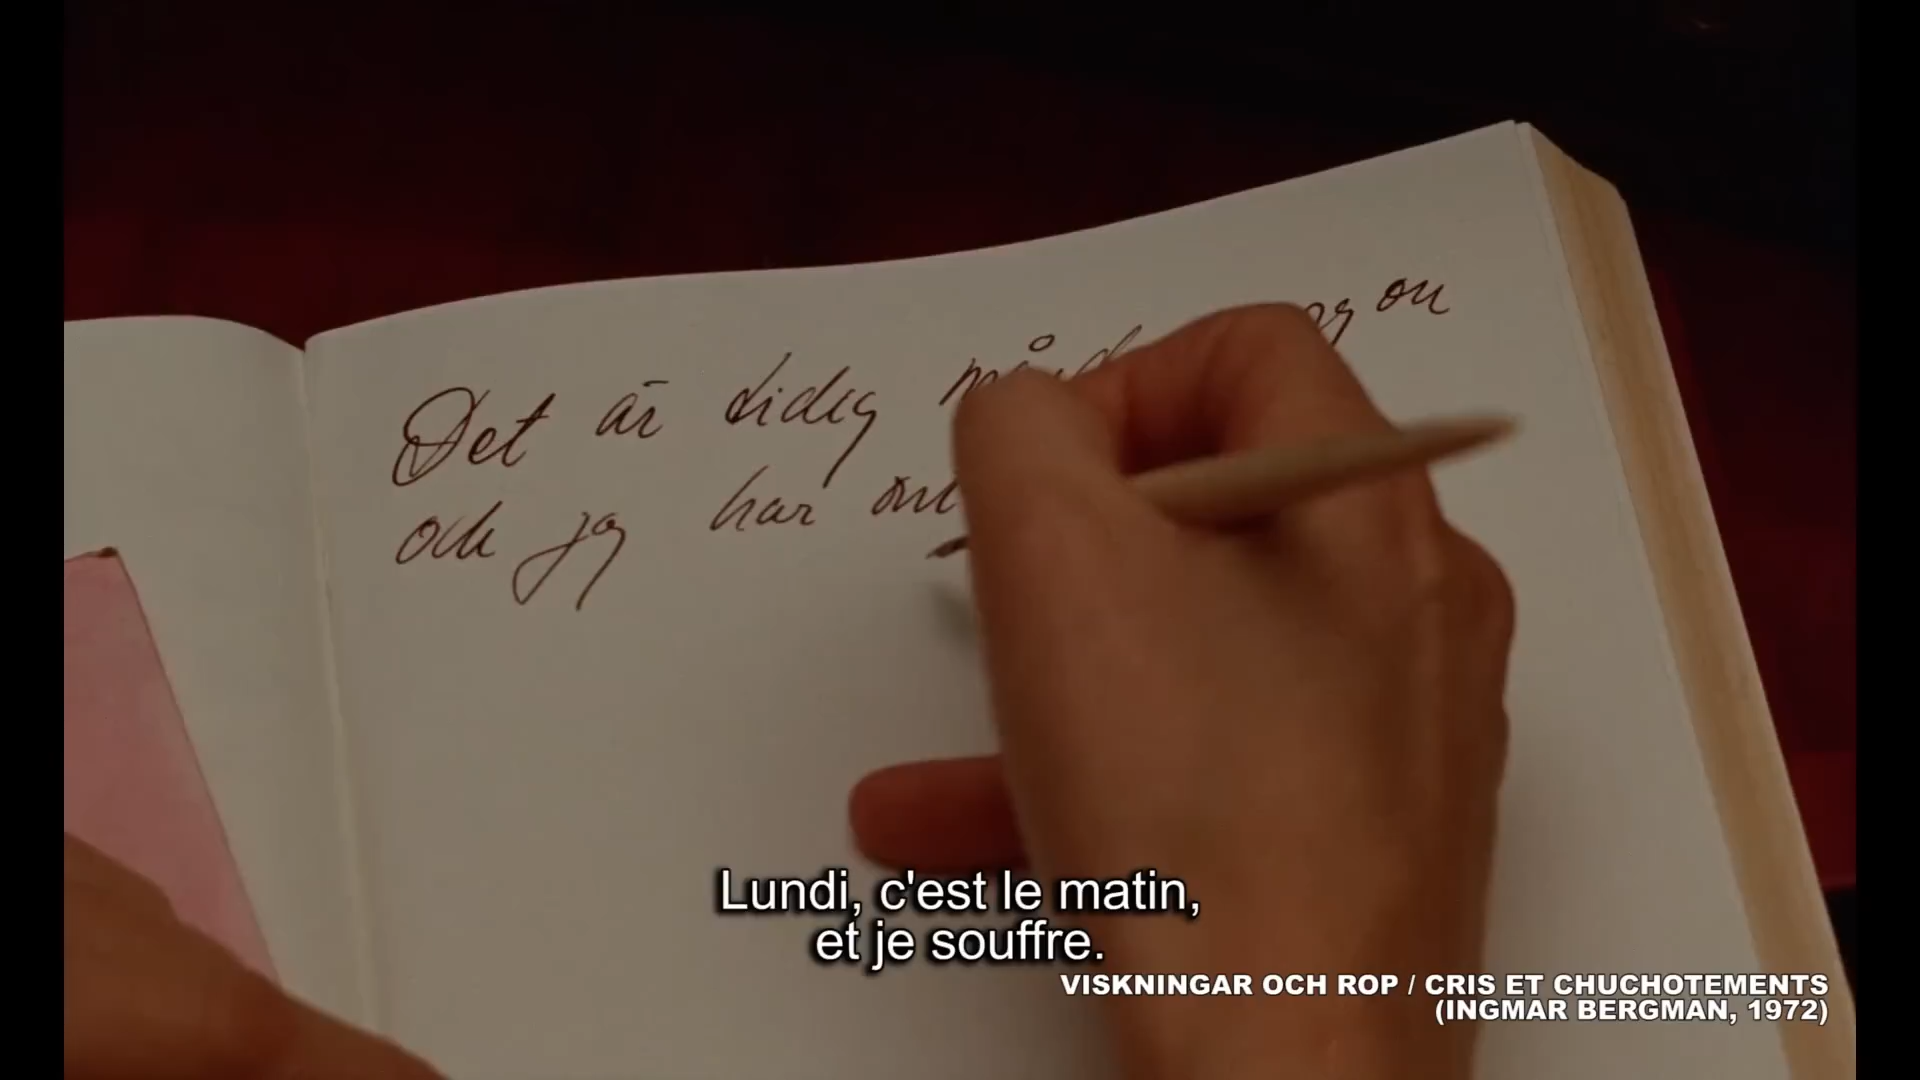 Det är tidig
och jag har ont
Lundi, c'est le matin,
et je souffre.
VISKNINGAR OCH ROP / CRIS ET CHUCHOTEMENTS
(INGMAR BERGMAN, 1972)